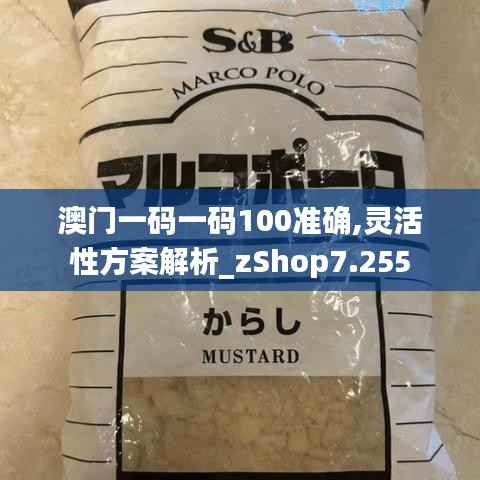 S&B
MARCO POLO
マルコポーロ
澳门一码一码100准确,灵活
性方案解析_zShop7.255
からし
MUSTARD